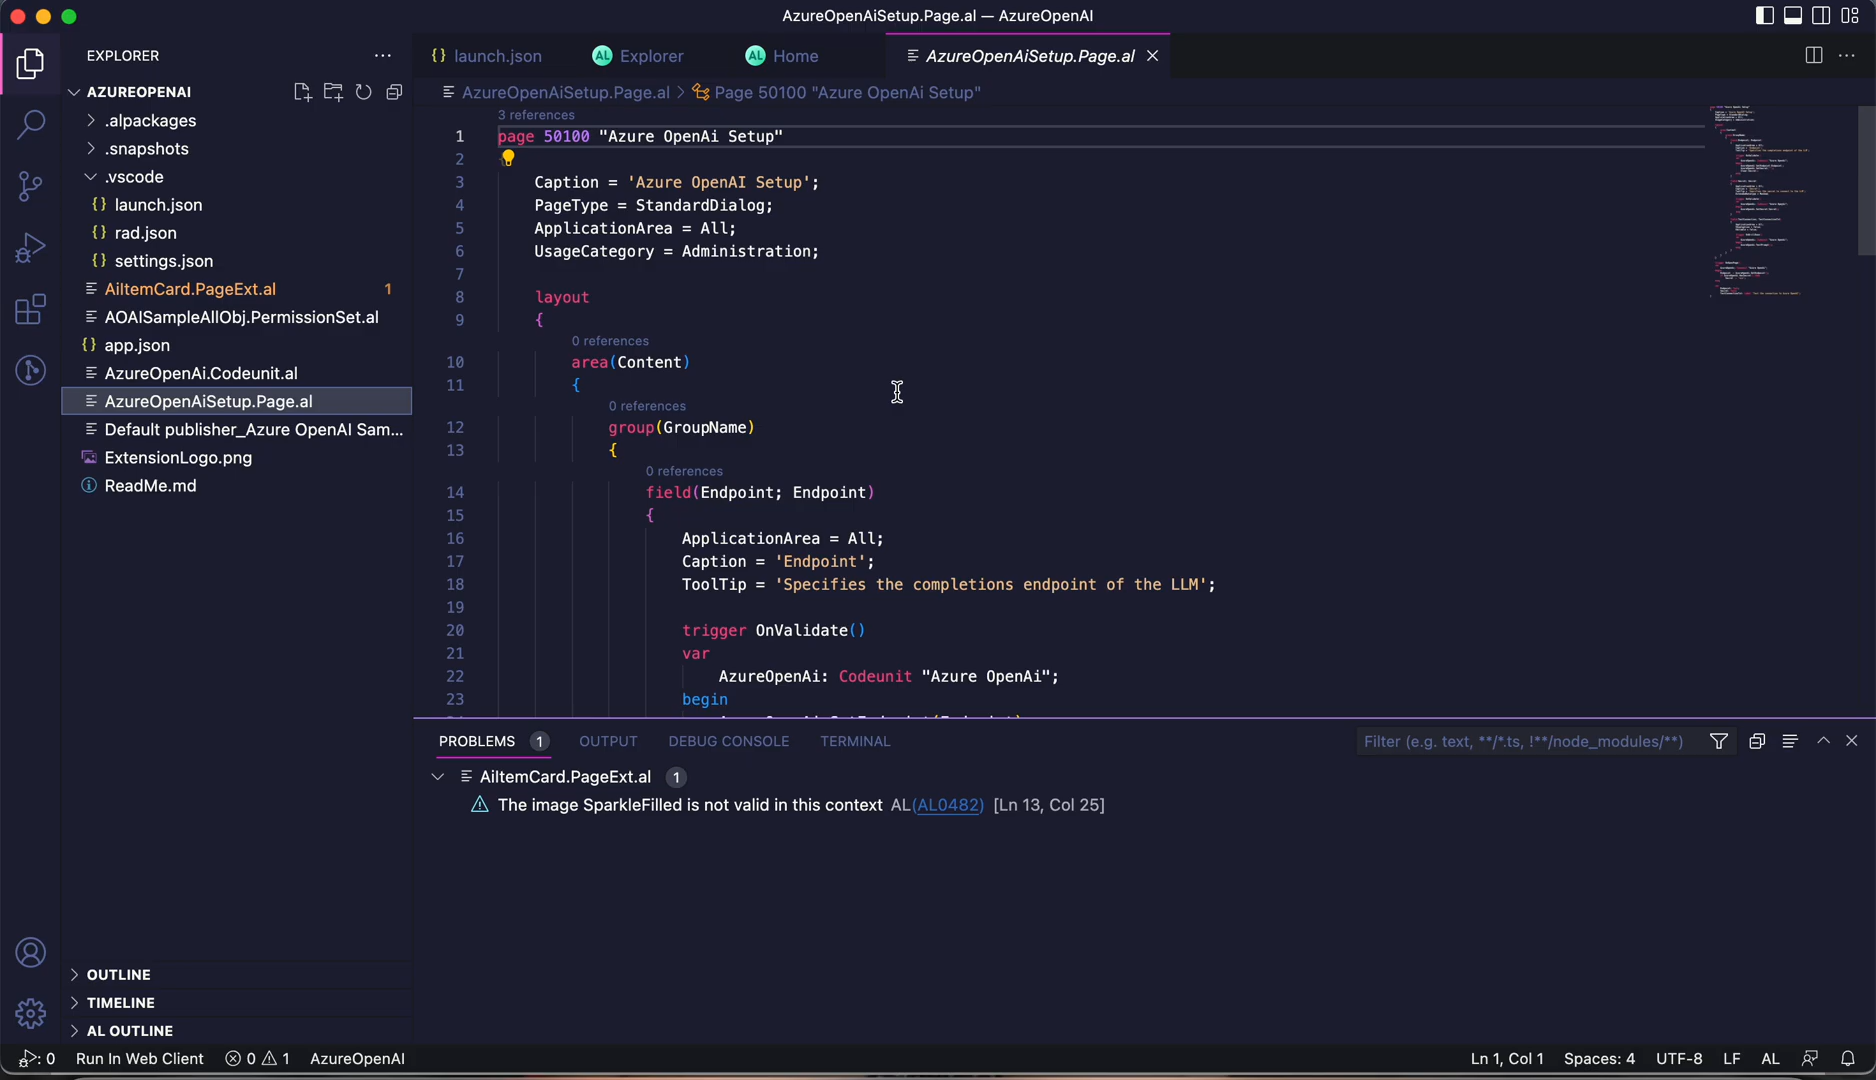 AzureOpenAiSetup.Page.al — AzureOpenAI
EXPLORER
AZUREOPENAI
.alpackages
.snapshots
.vscode
launch.json
rad.json
settings.json
AiItemCard.PageExt.al 1
AOAISampleAllObj.PermissionSet.al
app.json
AzureOpenAi.Codeunit.al
AzureOpenAiSetup.Page.al
Default publisher_Azure OpenAI Sam...
ExtensionLogo.png
ReadMe.md
OUTLINE
TIMELINE
AL OUTLINE
launch.json
AL Explorer
AL Home
AzureOpenAiSetup.Page.al
AzureOpenAiSetup.Page.al > Page 50100 "Azure OpenAi Setup"
3 references
1 page 50100 "Azure OpenAi Setup"
2
3 Caption = 'Azure OpenAI Setup';
4 PageType = StandardDialog;
5 ApplicationArea = All;
6 UsageCategory = Administration;
7
8 layout
9 {
0 references
10 area(Content)
11 {
0 references
12 group(GroupName)
13 {
0 references
14 field(Endpoint; Endpoint)
15 {
16 ApplicationArea = All;
17 Caption = 'Endpoint';
18 ToolTip = 'Specifies the completions endpoint of the LLM';
19
20 trigger OnValidate()
21 var
22 AzureOpenAi: Codeunit "Azure OpenAi";
23 begin
PROBLEMS 1 OUTPUT DEBUG CONSOLE TERMINAL
Filter (e.g. text, **/*.ts, !**/node_modules/**)
AiItemCard.PageExt.al 1
The image SparkleFilled is not valid in this context AL(AL0482) [Ln 13, Col 25]
: 0 Run In Web Client 0 1 AzureOpenAI
Ln 1, Col 1 Spaces: 4 UTF-8 LF AL